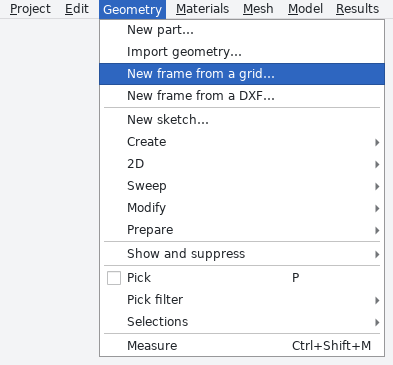 Project Edit Geometry Materials Mesh Model Results
New part...
Import geometry...
New frame from a grid...
New frame from a DXF...
New sketch...
Create
2D
Sweep
Modify
Prepare
Show and suppress
Pick P
Pick filter
Selections
Measure Ctrl+Shift+M